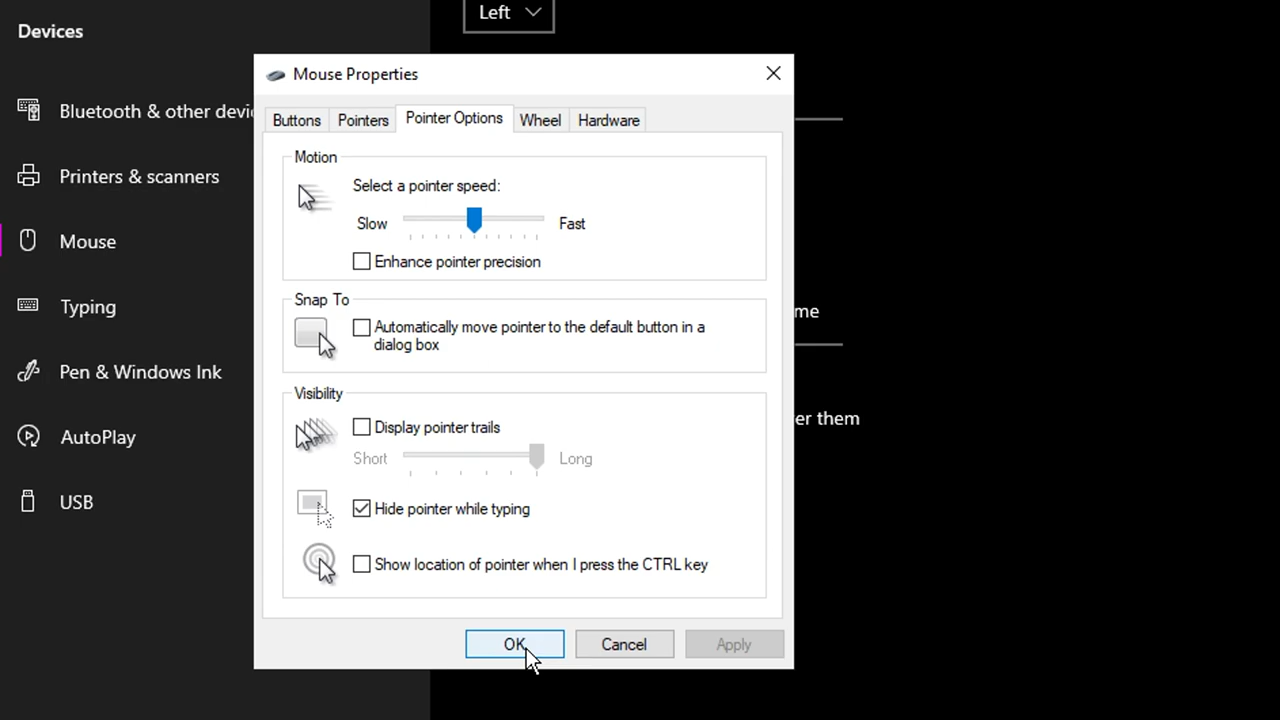 Devices
Left
Bluetooth & other devi
Printers & scanners
Mouse
Typing
Pen & Windows Ink
AutoPlay
USB
Mouse Properties
Buttons Pointers Pointer Options Wheel Hardware
Motion
Select a pointer speed:
Slow Fast
Enhance pointer precision
Snap To
Automatically move pointer to the default button in a
dialog box
Visibility
Display pointer trails
Short Long
Hide pointer while typing
Show location of pointer when I press the CTRL key
OK Cancel Apply
me
er them